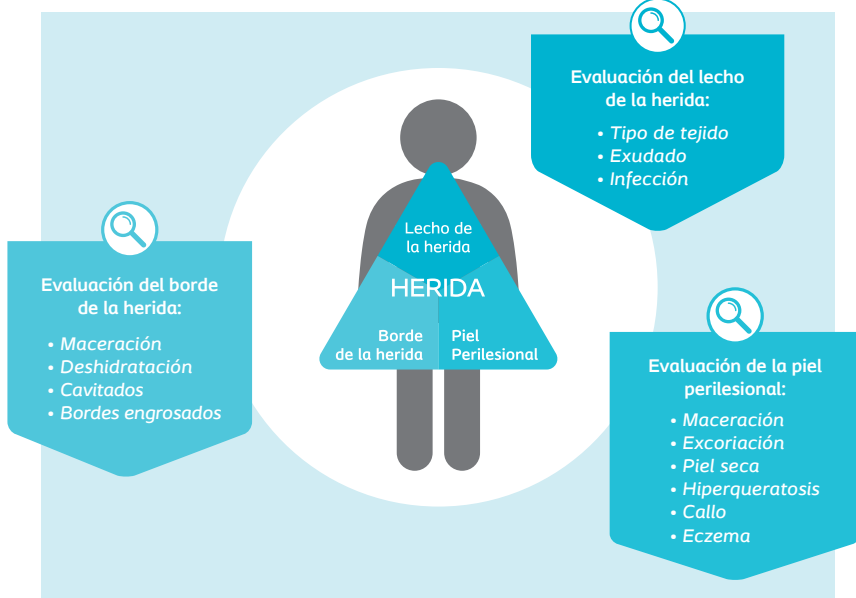 Evaluación del lecho
de la herida:
• Tipo de tejido
• Exudado
• Infección
Lecho de
la herida
HERIDA
Borde
de la herida
Piel
Perilesional
Evaluación del borde
de la herida:
• Maceración
• Deshidratación
• Cavitados
• Bordes engrosados
Evaluación de la piel
perilesional:
• Maceración
• Excoriación
• Piel seca
• Hiperqueratosis
• Callo
• Eczema